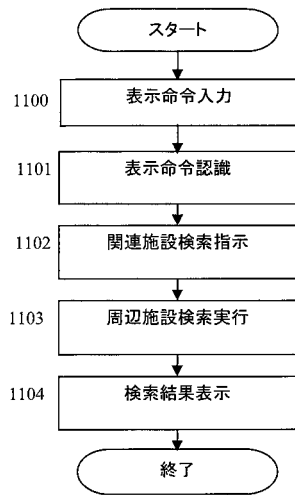 スタート
1100 表示命令入力
1101 表示命令認識
1102 関連施設検索指示
1103 周辺施設検索実行
1104 検索結果表示
終了